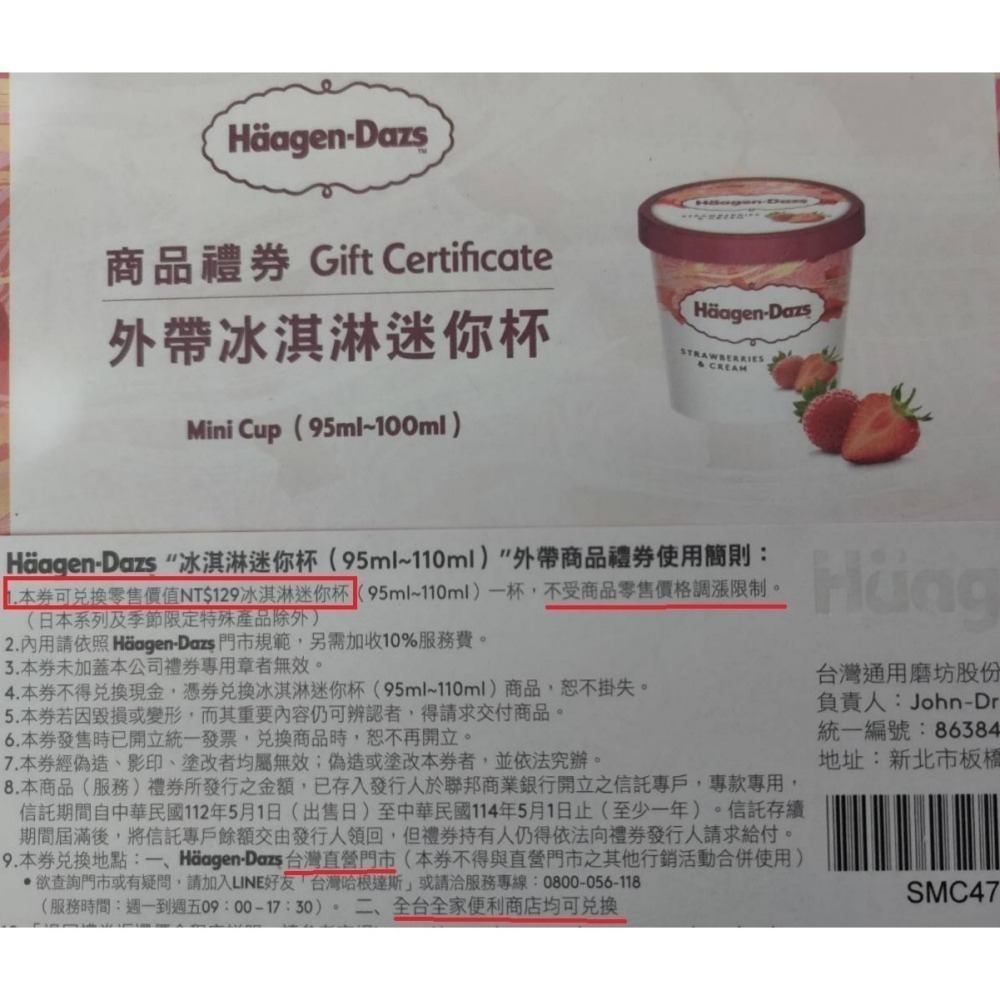 Häagen-Dazs™
商品禮券 Gift Certificate
外帶冰淇淋迷你杯
Mini Cup（95ml~100ml）
Häagen-Dazs
STRAWBERRIES
& CREAM
Häagen-Dazs
STRAWBERRIES
& CREAM
Häagen-Dazs “冰淇淋迷你杯（95ml~110ml）”外帶商品禮券使用簡則：
1.本券可兌換零售價值NT$129冰淇淋迷你杯（95ml~110ml）一杯，不受商品零售價格調漲限制。
（日本系列及季節限定特殊產品除外）
2.內用請依照 Häagen-Dazs 門市規範，另需加收10%服務費。
3.本券未加蓋本公司禮券專用章者無效。
4.本券不得兌換現金，憑券兌換冰淇淋迷你杯（95ml~110ml）商品，恕不掛失。
5.本券若因毀損或變形，而其重要內容仍可辨認者，得請求交付商品。
6.本券發售時已開立統一發票，兌換商品時，恕不再開立。
7.本券經偽造、影印、塗改者均屬無效；偽造或塗改本券者，並依法究辦。
8.本商品（服務）禮券所發行之金額，已存入發行人於聯邦商業銀行開立之信託專戶，專款專用，
信託期間自中華民國112年5月1日（出售日）至中華民國114年5月1日止（至少一年）。信託存續
期間屆滿後，將信託專戶餘額交由發行人領回，但禮券持有人仍得依法向禮券發行人請求給付。
9.本券兌換地點：一、Häagen-Dazs 台灣直營門市（本券不得與直營門市之其他行銷活動合併使用）
•欲查詢門市或有疑問，請加入LINE好友「台灣哈根達斯」或請洽服務專線：0800-056-118
（服務時間：週一到週五09：00–17：30）。 二、全台全家便利商店均可兌換
Häag
台灣通用磨坊股份
負責人：John-Dr
統一編號：86384
地址：新北市板橋
SMC47